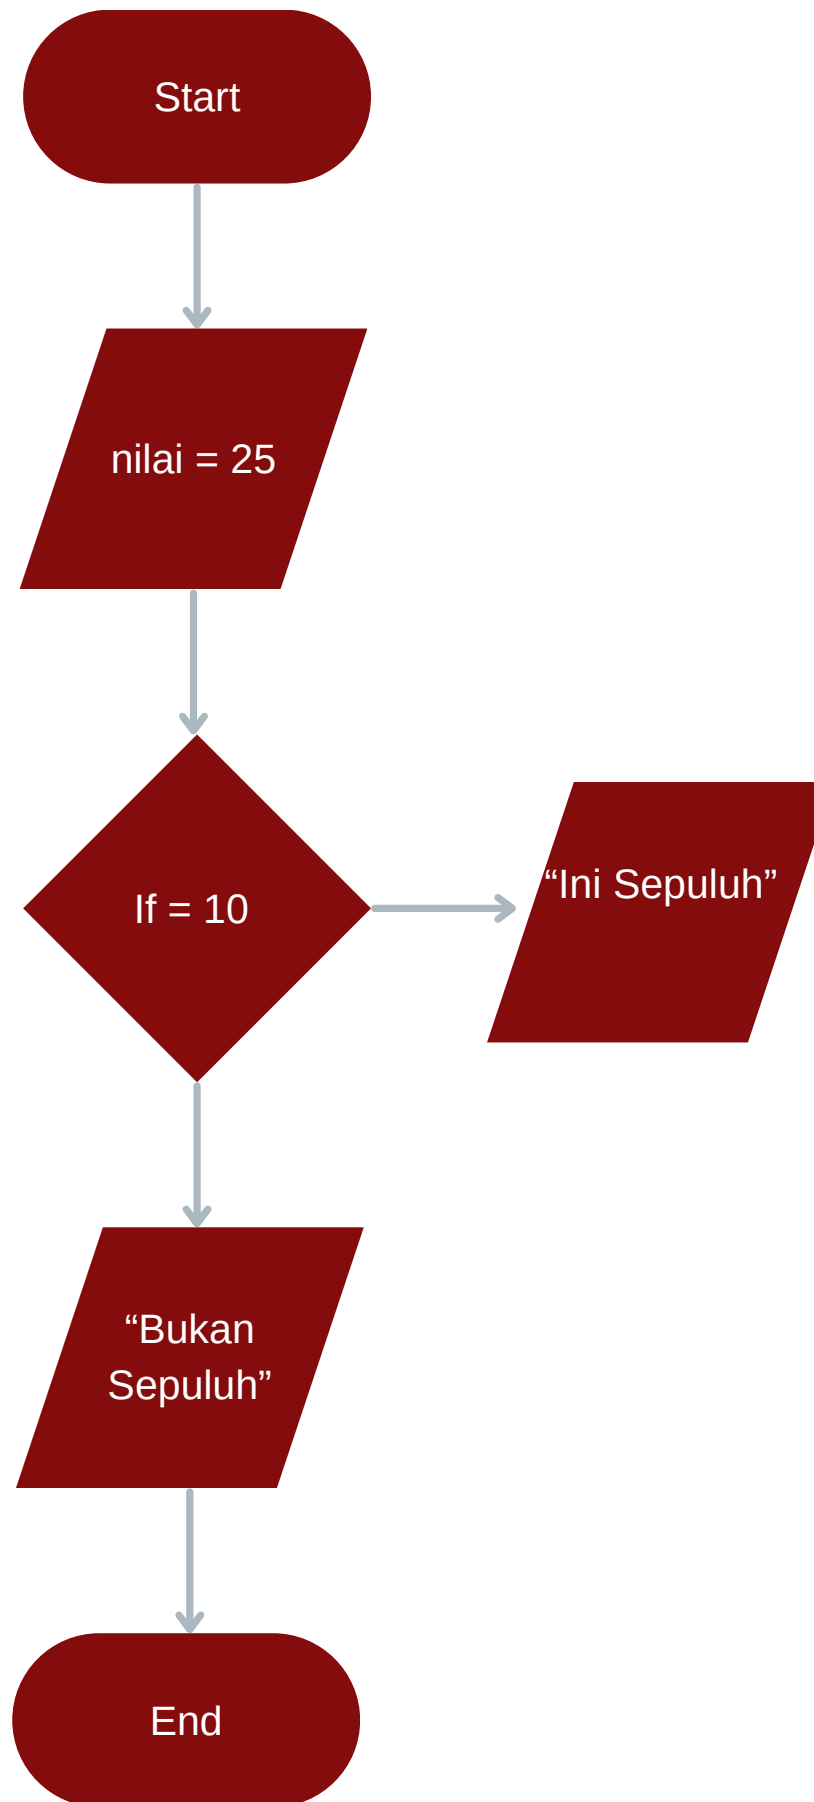 Start
nilai = 25
If = 10
“Ini Sepuluh”
“Bukan
Sepuluh”
End